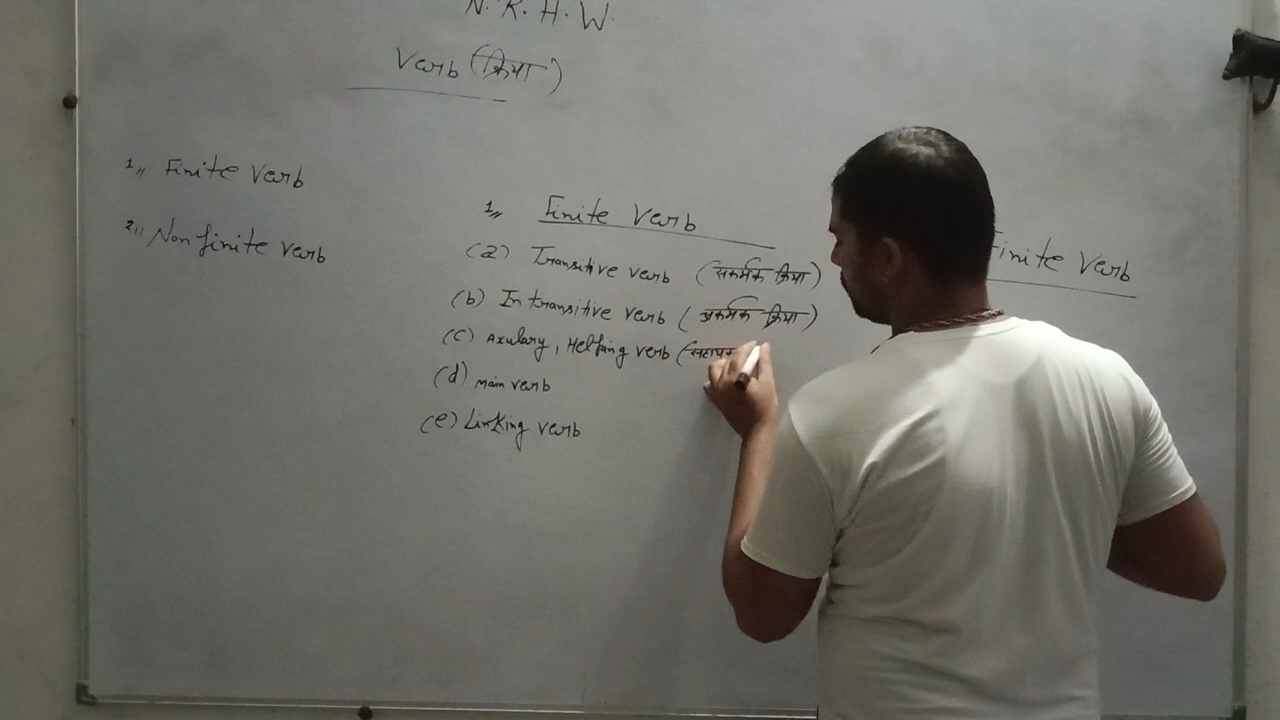 N. R. H. W.
Verb (क्रिया)
1,, Finite Verb
2,, Non finite verb
1,, Finite Verb
(a) Transitive verb (सकर्मक क्रिया)
(b) Intransitive verb (अकर्मक क्रिया)
(c) Axulary, Helping verb (सहाय
(d) main verb
(e) Linking verb
Finite Verb